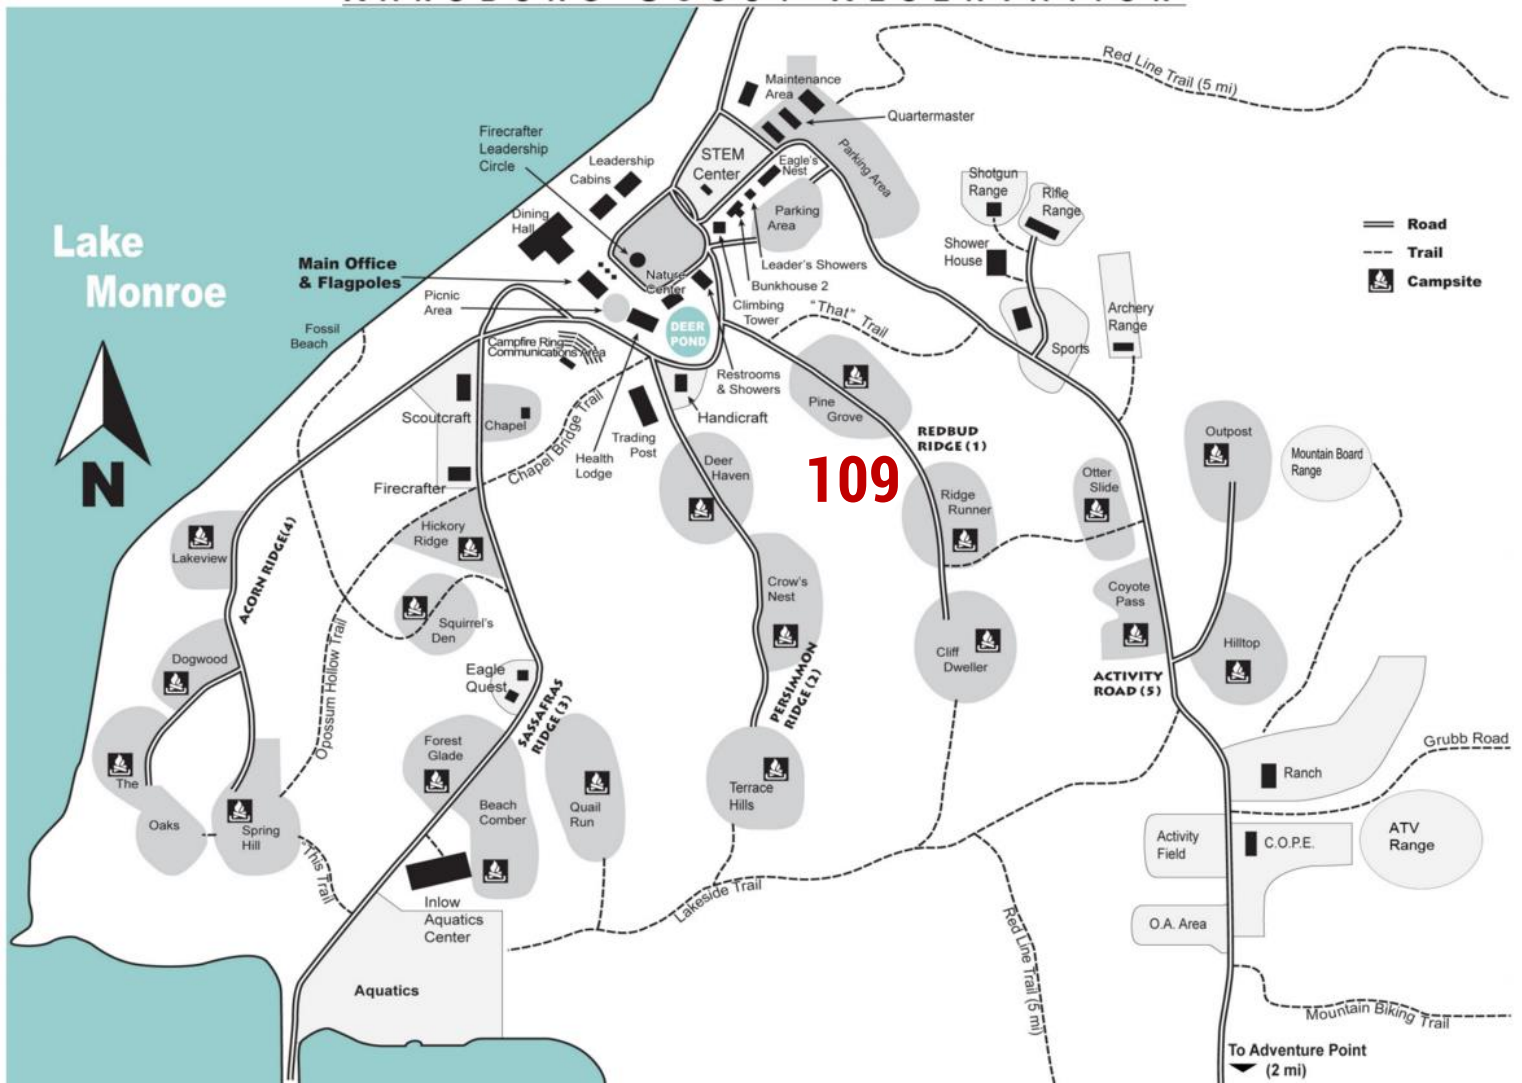 Red Line Trail (5 mi)
Maintenance
Area
Quartermaster
Parking Area
Firecrafter
Leadership
Circle
Leadership
Cabins
STEM
Center
Eagle's
Nest
Parking
Area
Shotgun
Range
Rifle
Range
Shower
House
Road
Trail
Campsite
Dining
Hall
Lake
Monroe
Main Office
& Flagpoles
Picnic
Area
Nature
Center
Leader's Showers
Bunkhouse 2
Climbing
Tower
"That" Trail
Archery
Range
Sports
Fossil
Beach
DEER
POND
Campfire Ring
Communications Area
Restrooms
& Showers
Handicraft
Scoutcraft
Chapel
Chapel Bridge Trail
Trading
Post
Health
Lodge
Pine
Grove
REDBUD
RIDGE (1)
Outpost
Mountain Board
Range
N
Firecrafter
Deer
Haven
109
Ridge
Runner
Otter
Slide
Lakeview
ACORN RIDGE(4)
Hickory
Ridge
Crow's
Nest
Coyote
Pass
Squirrel's
Den
Opossum Hollow Trail
Dogwood
Eagle
Quest
SASSAFRAS
RIDGE (3)
PERSIMMON
RIDGE (2)
Cliff
Dweller
Hilltop
ACTIVITY
ROAD (5)
Forest
Glade
Grubb Road
Ranch
The
Oaks
Spring
Hill
Beach
Comber
Quail
Run
Terrace
Hills
"This Trail
Activity
Field
C.O.P.E.
ATV
Range
Inlow
Aquatics
Center
Lakeside Trail
O.A. Area
Red Line Trail (5 mi)
Aquatics
Mountain Biking Trail
To Adventure Point
(2 mi)